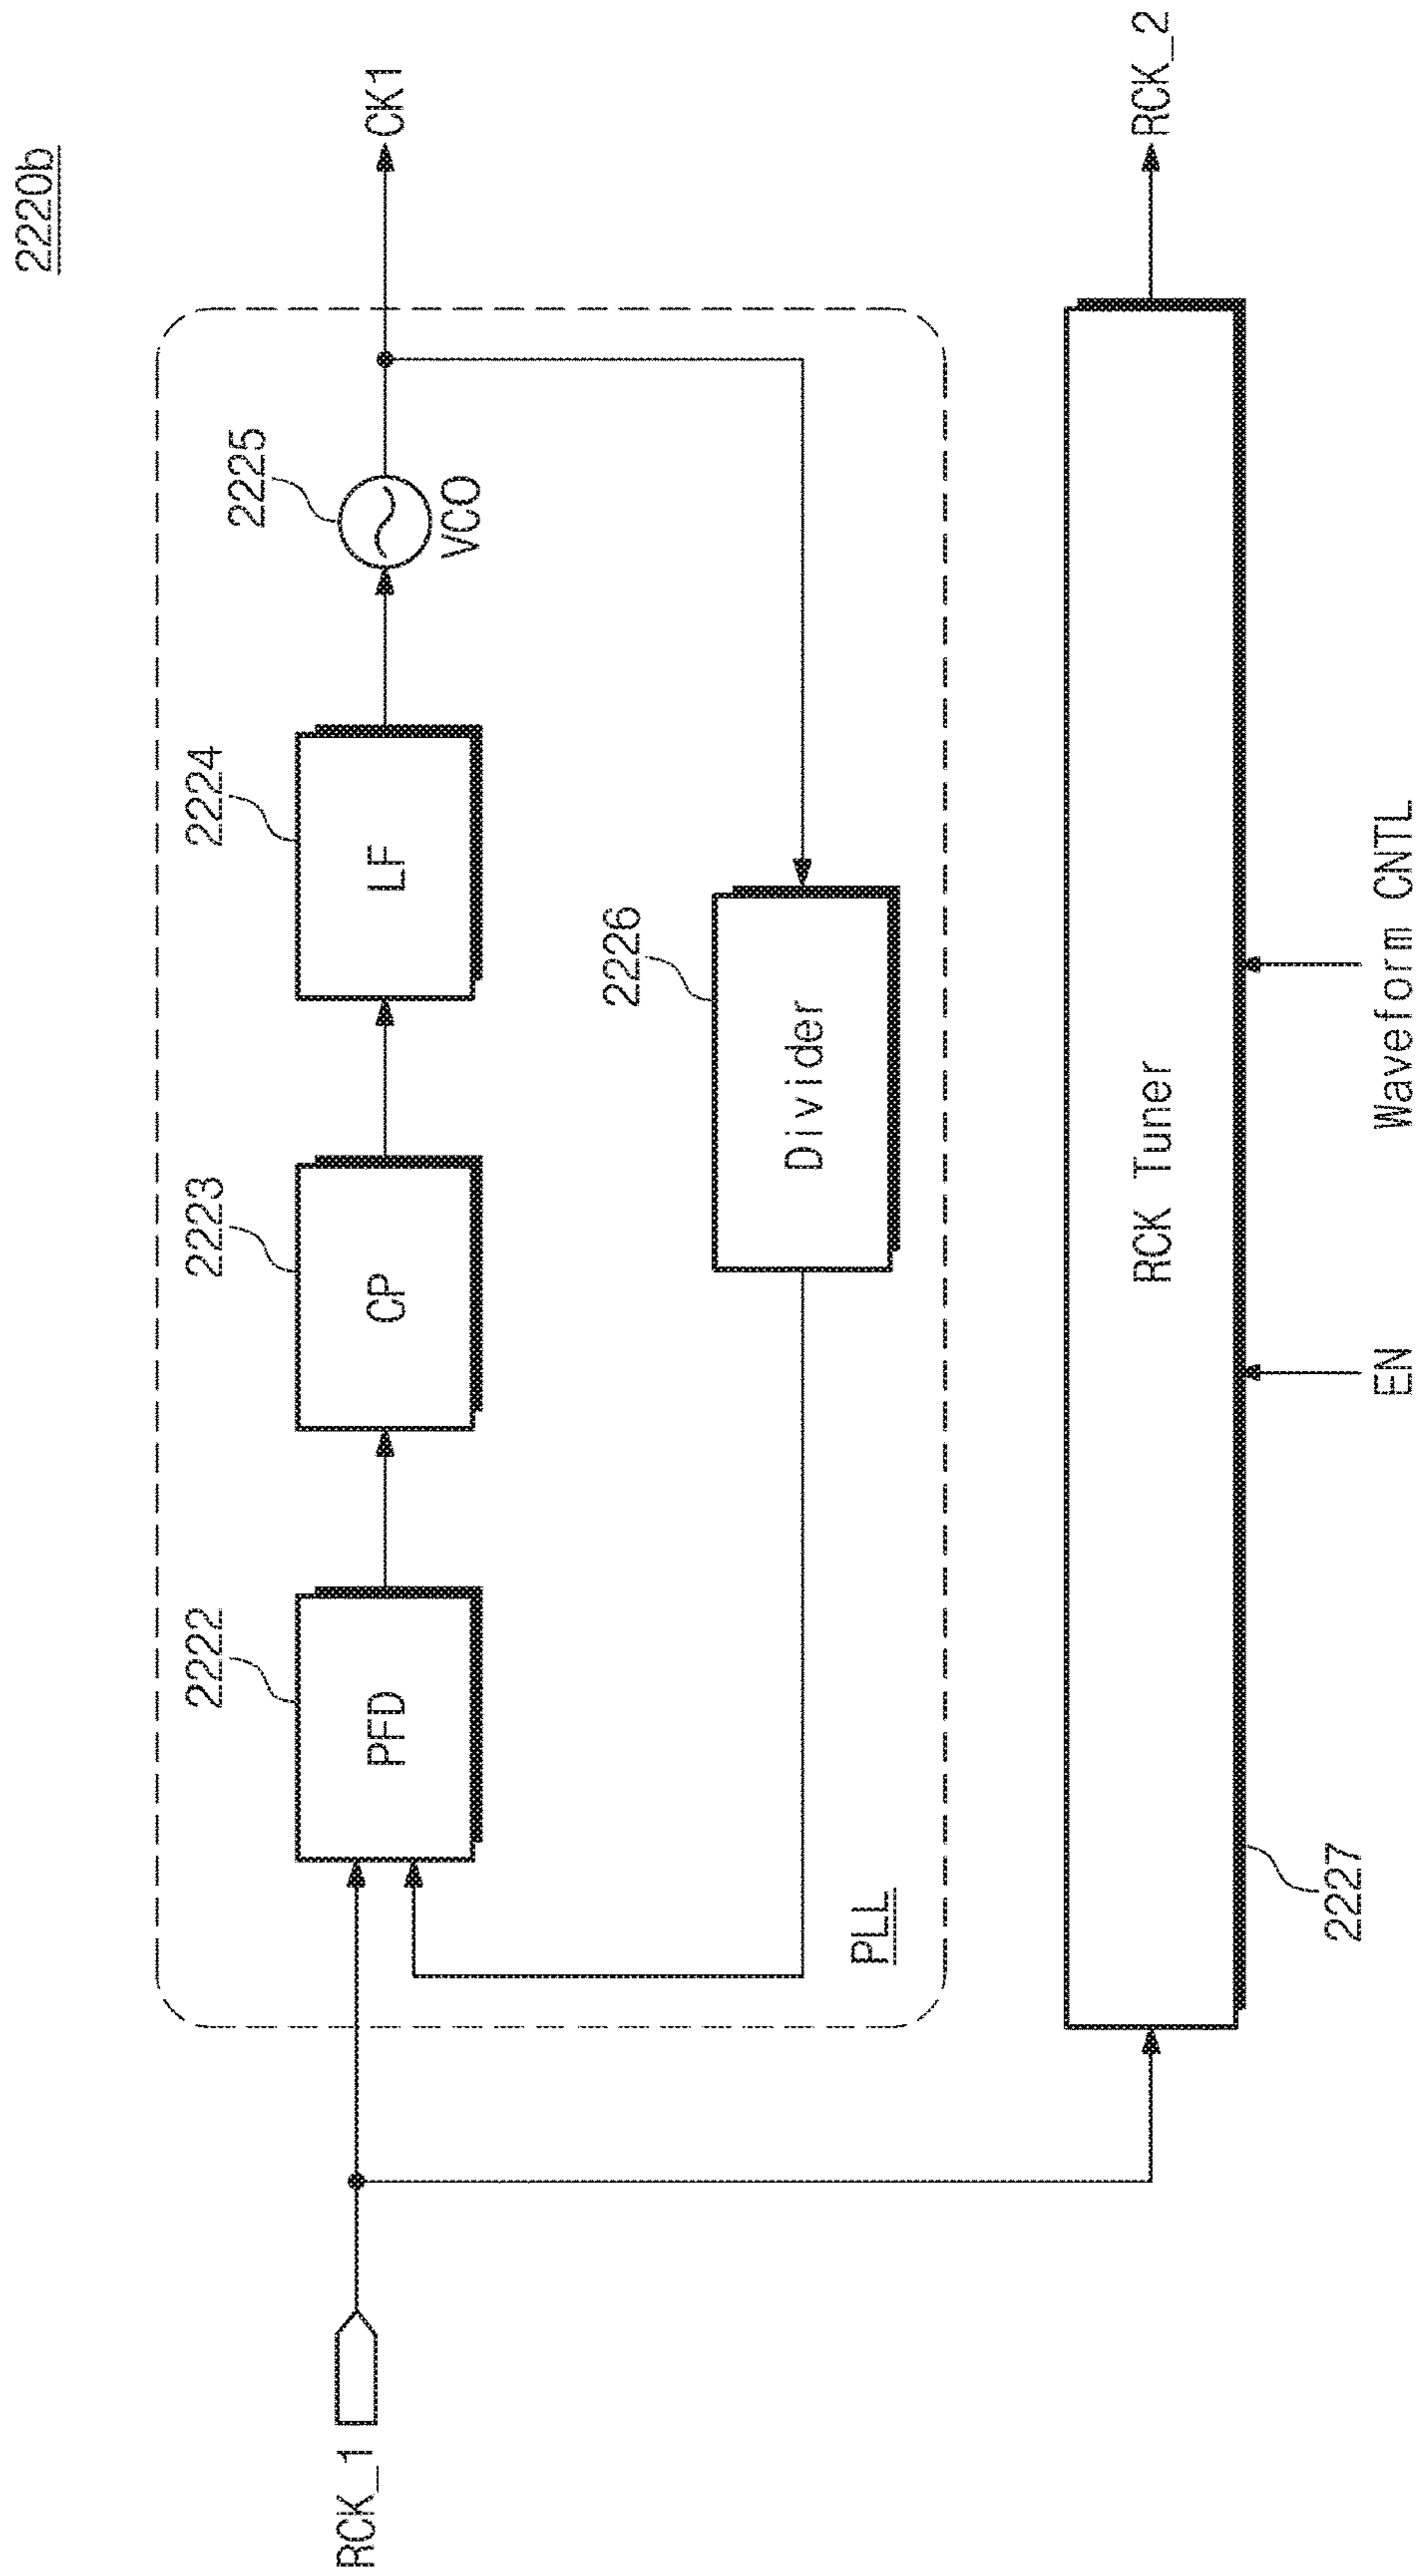 2220b
RCK_1
PLL
2222
PFD
2223
CP
2224
LF
2225
VCO
CK1
2226
Divider
2227
RCK Tuner
RCK_2
EN
Waveform CNTL